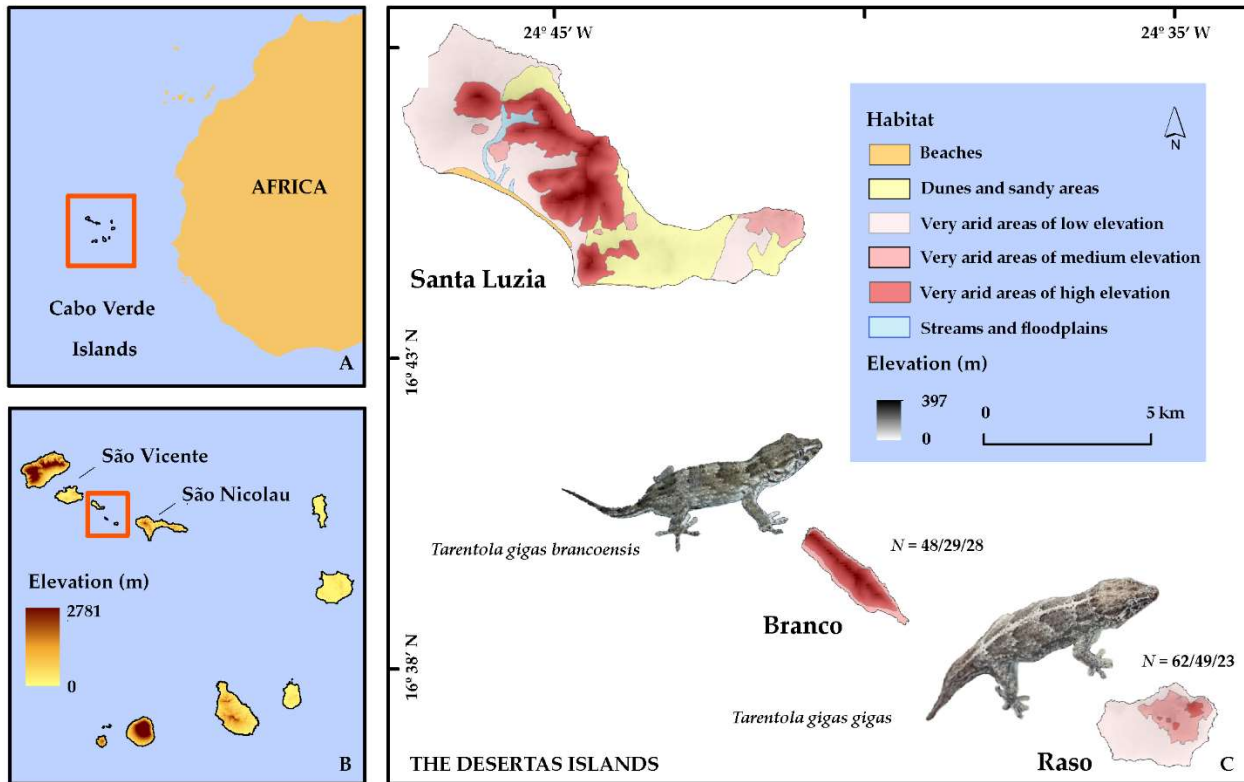 AFRICA
Cabo Verde
Islands
A
São Vicente
São Nicolau
Elevation (m)
2781
0
B
24° 45' W
24° 35' W
16° 43' N
16° 38' N
Santa Luzia
Habitat
N
Beaches
Dunes and sandy areas
Very arid areas of low elevation
Very arid areas of medium elevation
Very arid areas of high elevation
Streams and floodplains
Elevation (m)
397
0
0
5 km
Tarentola gigas brancoensis
N = 48/29/28
Branco
N = 62/49/23
Tarentola gigas gigas
Raso
THE DESERTAS ISLANDS
C